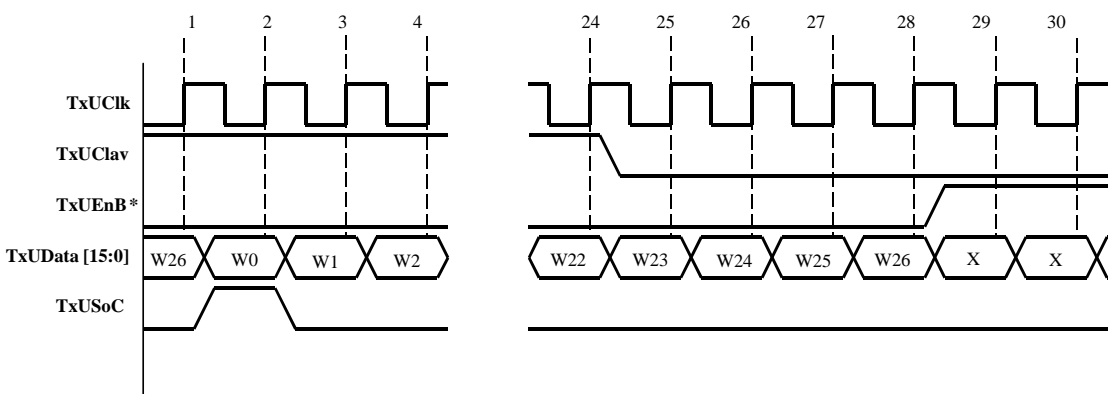 1 2 3 4 24 25 26 27 28 29 30
TxUClk
TxUClav
TxUEnB *
TxUData [15:0] W26 W0 W1 W2 W22 W23 W24 W25 W26 X X
TxUSoC